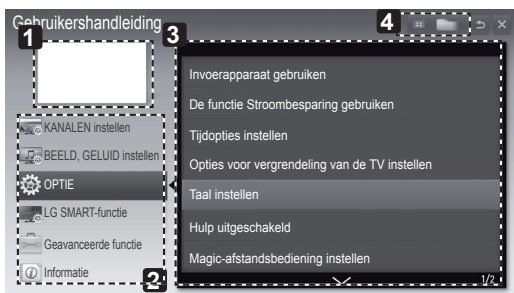 Gebruikershandleiding
1
3
4
Invoerapparaat gebruiken
De functie Stroombesparing gebruiken
Tijdopties instellen
Opties voor vergrendeling van de TV instellen
Taal instellen
Hulp uitgeschakeld
Magic-afstandsbediening instellen
1/2
KANALEN instellen
BEELD, GELUID instellen
OPTIE
LG SMART-functie
Geavanceerde functie
Informatie
2